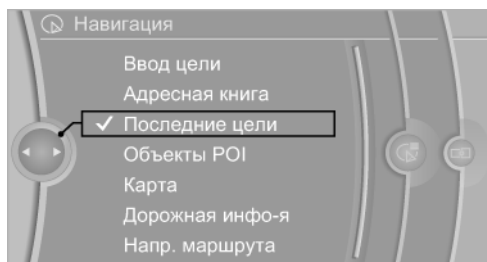 Навигация
Ввод цели
Адресная книга
Последние цели
Объекты POI
Карта
Дорожная инфо-я
Напр. маршрута